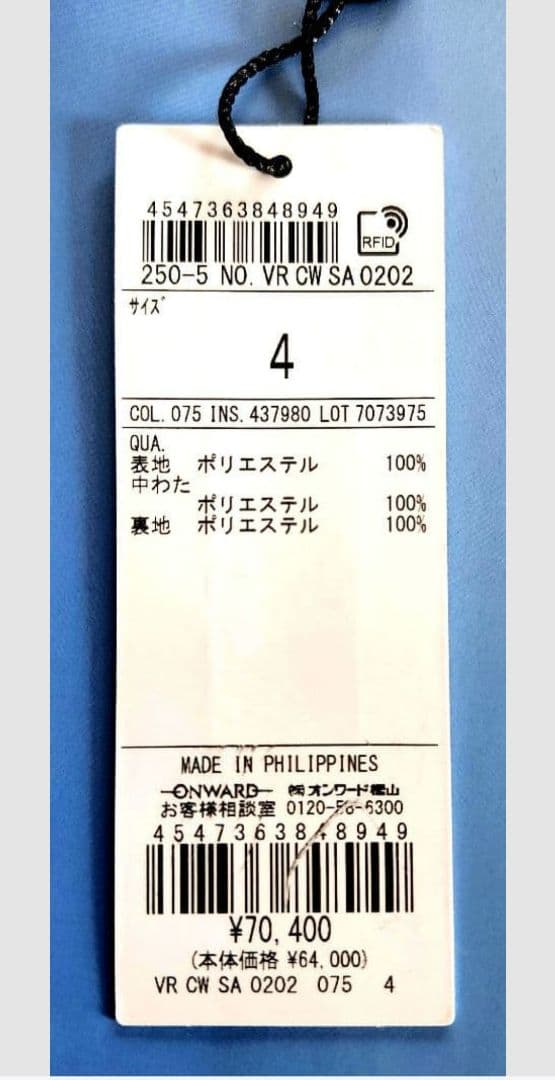 4547363848949
RFID
250-5 NO. VR CW SA 0202
ｻｲｽﾞ
4
COL. 075 INS. 437980 LOT 7073975
QUA.
表地 ポリエステル 100%
中わた
ポリエステル 100%
裏地 ポリエステル 100%
MADE IN PHILIPPINES
ONWARD ㈱オンワード樫山
お客様相談室 0120-58-6300
4547363848949
¥70,400
(本体価格 ¥64,000)
VR CW SA 0202 075 4